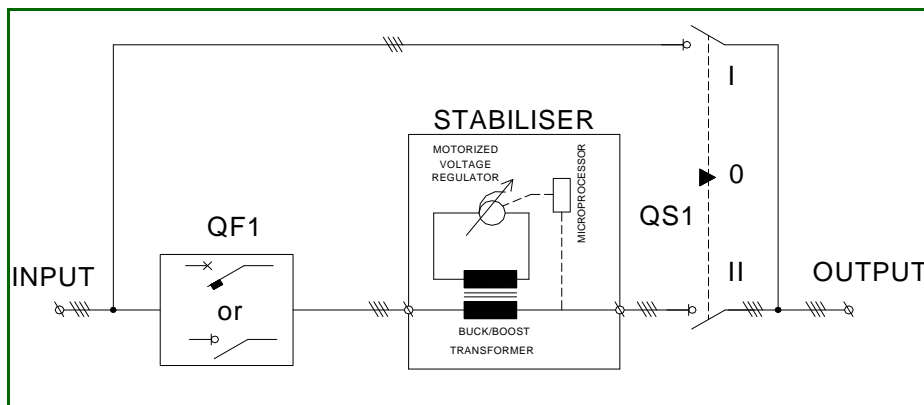 I
STABILISER
MOTORIZED
VOLTAGE
REGULATOR
MICROPROCESSOR
0
QS1
QF1
INPUT
or
II
OUTPUT
BUCK/BOOST
TRANSFORMER